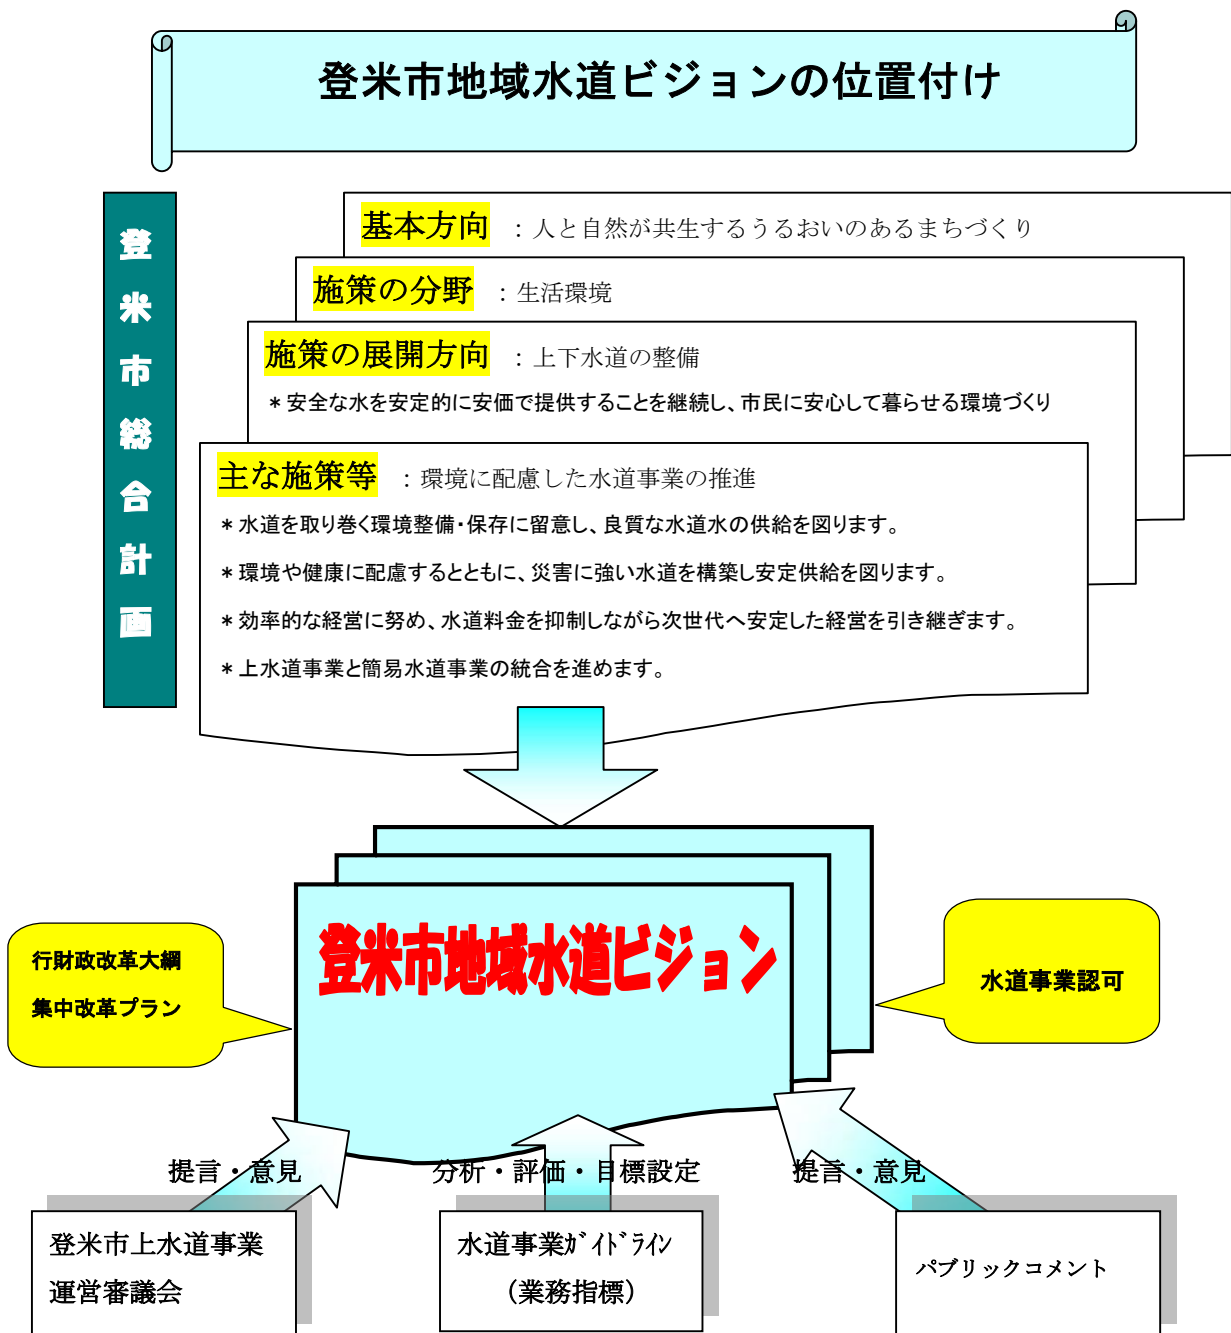 登米市地域水道ビジョンの位置付け
登米市総合計画
基本方向 ：人と自然が共生するうるおいのあるまちづくり
施策の分野 ：生活環境
施策の展開方向 ：上下水道の整備
＊安全な水を安定的に安価で提供することを継続し、市民に安心して暮らせる環境づくり
主な施策等 ：環境に配慮した水道事業の推進
＊水道を取り巻く環境整備・保存に留意し、良質な水道水の供給を図ります。
＊環境や健康に配慮するとともに、災害に強い水道を構築し安定供給を図ります。
＊効率的な経営に努め、水道料金を抑制しながら次世代へ安定した経営を引き継ぎます。
＊上水道事業と簡易水道事業の統合を進めます。
登米市地域水道ビジョン
行財政改革大綱
集中改革プラン
水道事業認可
提言・意見
分析・評価・目標設定
提言・意見
登米市上水道事業
運営審議会
水道事業ｶﾞｲﾄﾞﾗｲﾝ
（業務指標）
パブリックコメント